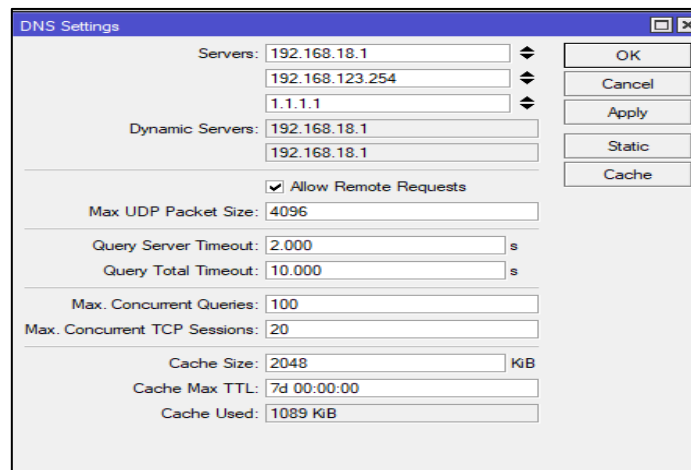 DNS Settings
Servers: 192.168.18.1
OK
192.168.123.254
Cancel
1.1.1.1
Apply
Dynamic Servers: 192.168.18.1
192.168.18.1
Static
Cache
Allow Remote Requests
Max UDP Packet Size: 4096
Query Server Timeout: 2.000 s
Query Total Timeout: 10.000 s
Max. Concurrent Queries: 100
Max. Concurrent TCP Sessions: 20
Cache Size: 2048 KiB
Cache Max TTL: 7d 00:00:00
Cache Used: 1089 KiB